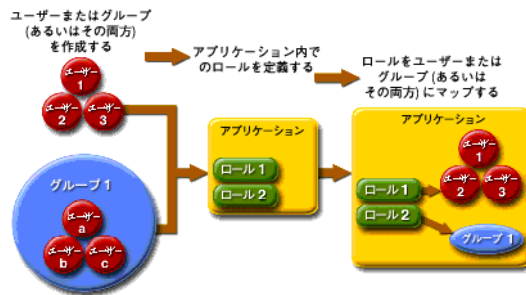 ユーザーまたはグループ
(あるいはその両方)
を作成する
アプリケーション内で
のロールを定義する
ロールをユーザーまたは
グループ(あるいは
その両方)にマップする
ユーザー
1
ユーザー
2
ユーザー
3
グループ1
ユーザー
a
ユーザー
b
ユーザー
c
アプリケーション
ロール1
ロール2
アプリケーション
ユーザー
1
ユーザー
2
ユーザー
3
ロール1
ロール2
グループ1